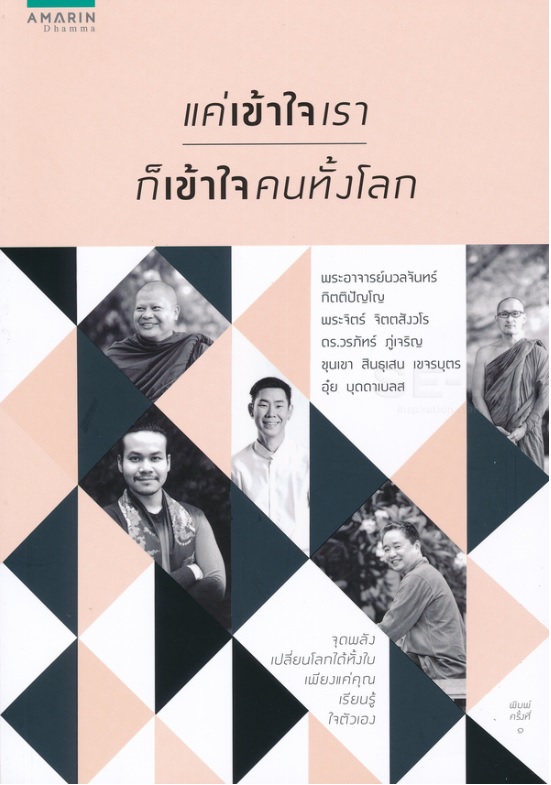 AMARIN
Dhamma
แค่เข้าใจเรา
ก็เข้าใจคนทั้งโลก
พระอาจารย์นวลจันทร์
กิตติปัญโญ
พระจิตร์ จิตตสังวโร
ดร.วรภัทร์ ภู่เจริญ
ขุนเขา สินธุเสน เขจรบุตร
อุ๋ย บุดดาเบลส
จุดพลัง
เปลี่ยนโลกได้ทั้งใบ
เพียงแค่คุณ
เรียนรู้
ใจตัวเอง
พิมพ์
ครั้งที่
๑